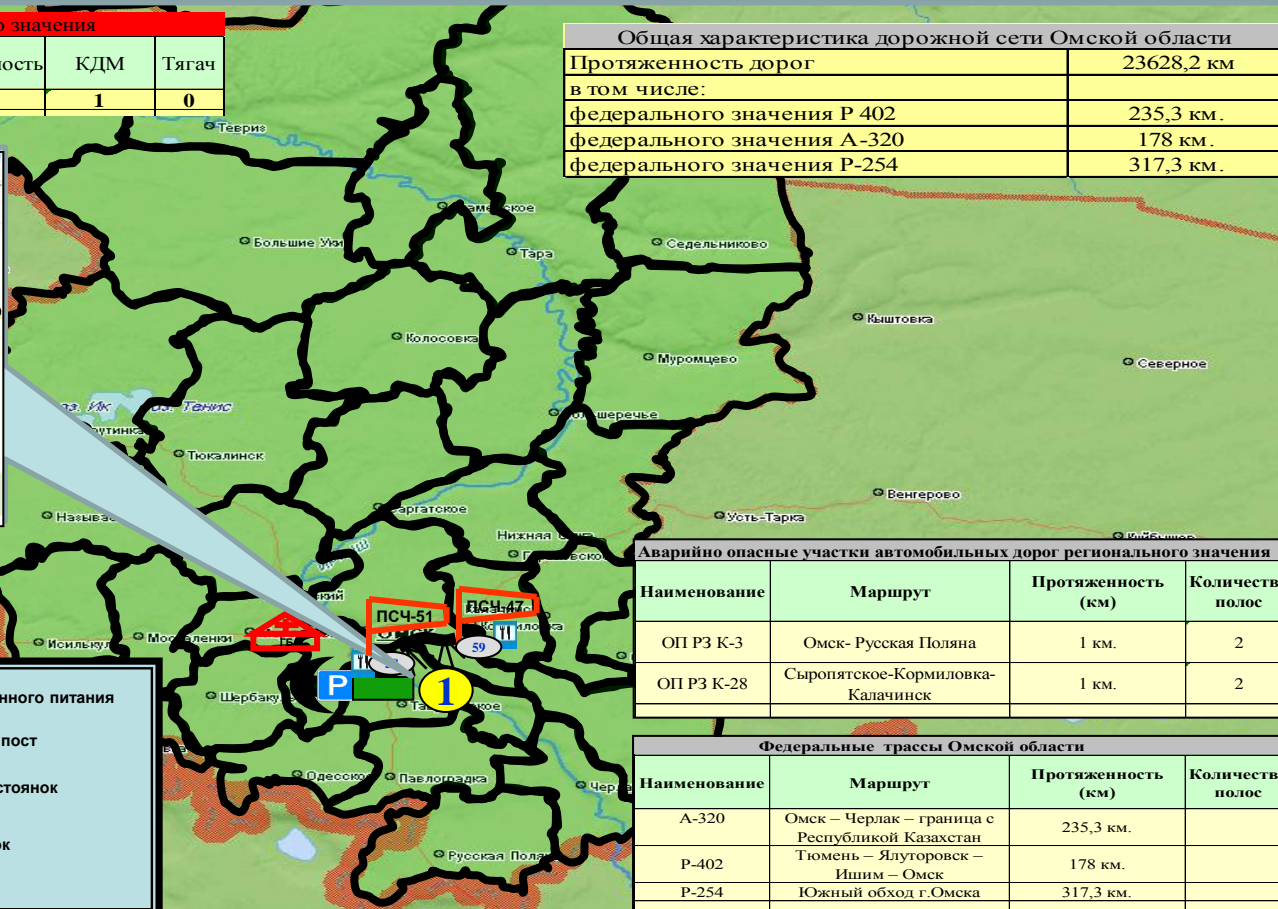 о значения
ность КДМ Тягач
1 0
Общая характеристика дорожной сети Омской области
Протяженность дорог 23628,2 км
в том числе:
федерального значения Р 402 235,3 км.
федерального значения А-320 178 км.
федерального значения Р-254 317,3 км.
Тевриз
Большие Уки
Тара
Седельниково
Кыштовка
Колосовка
Муромцево
Северное
оз. Ик оз. Тенис
Тюкалинск
Венгерово
Усть-Тарка
Нижняя
Исилькуль
ПСЧ-51
ПСЧ-47
59
P
1
Одесское
Павлоградка
нного питания
пост
стоянок
ок
Аварийно опасные участки автомобильных дорог регионального значения
Наименование Маршрут Протяженность Количеств
(км) полос
ОП РЗ К-3 Омск- Русская Поляна 1 км. 2
ОП РЗ К-28 Сыропятское-Кормиловка- 1 км. 2
Калачинск
Федеральные трассы Омской области
Наименование Маршрут Протяженность Количеств
(км) полос
А-320 Омск – Черлак – граница с 235,3 км.
Республикой Казахстан
Р-402 Тюмень – Ялуторовск – 178 км.
Ишим – Омск
Р-254 Южный обход г.Омска 317,3 км.